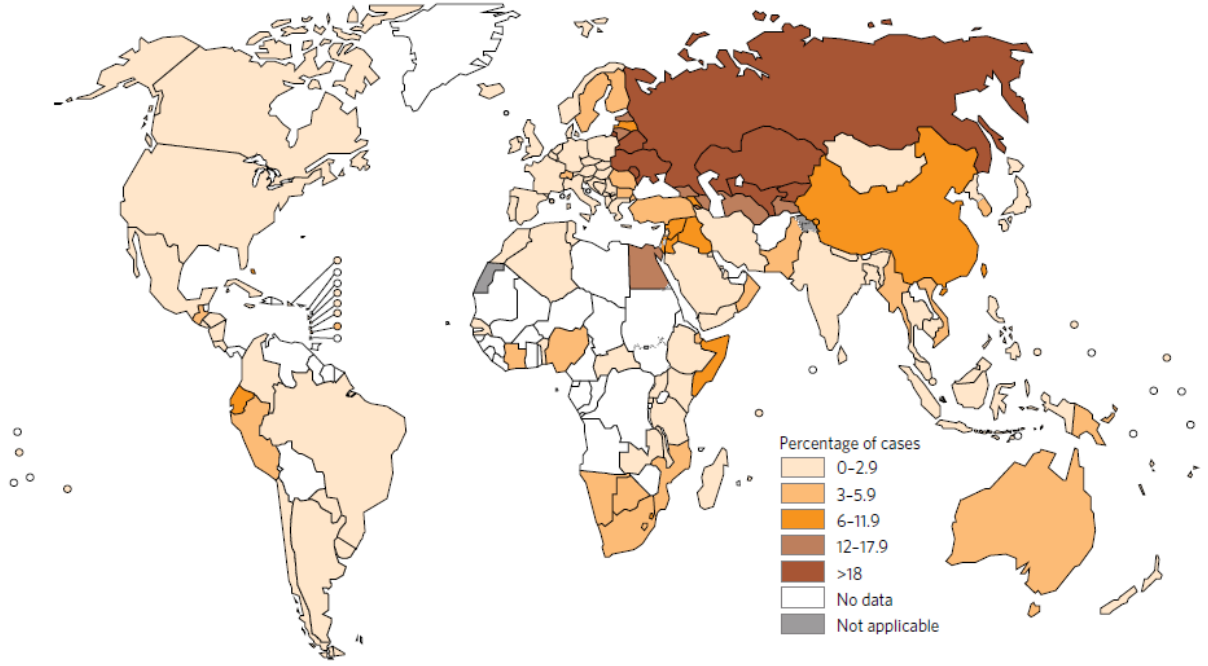 Percentage of cases
0–2.9
3–5.9
6–11.9
12–17.9
>18
No data
Not applicable